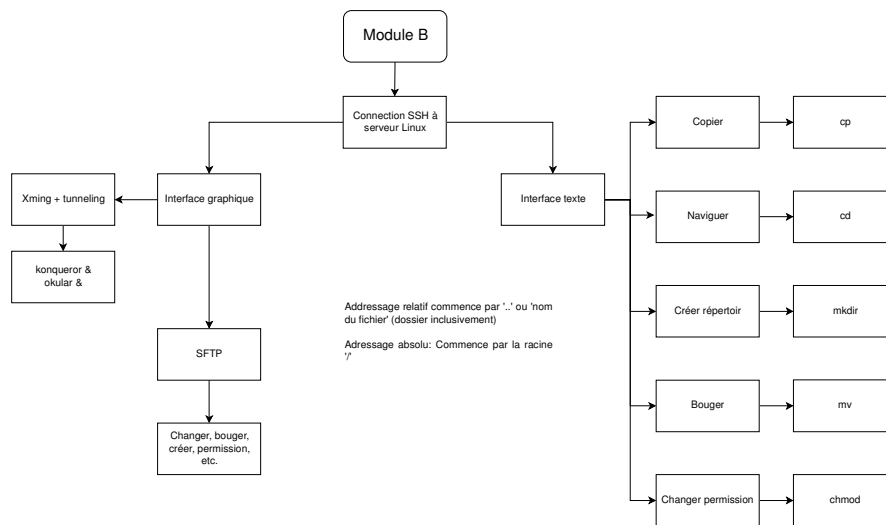 Module B
Connection SSH à
serveur Linux
Copier
cp
Xming + tunneling
Interface graphique
Interface texte
Naviguer
cd
konqueror &
okular &
Addressage relatif commence par '..' ou 'nom
du fichier' (dossier inclusivement)
Adressage absolu: Commence par la racine
'/'
Créer répertoir
mkdir
SFTP
Bouger
mv
Changer, bouger,
créer, permission,
etc.
Changer permission
chmod